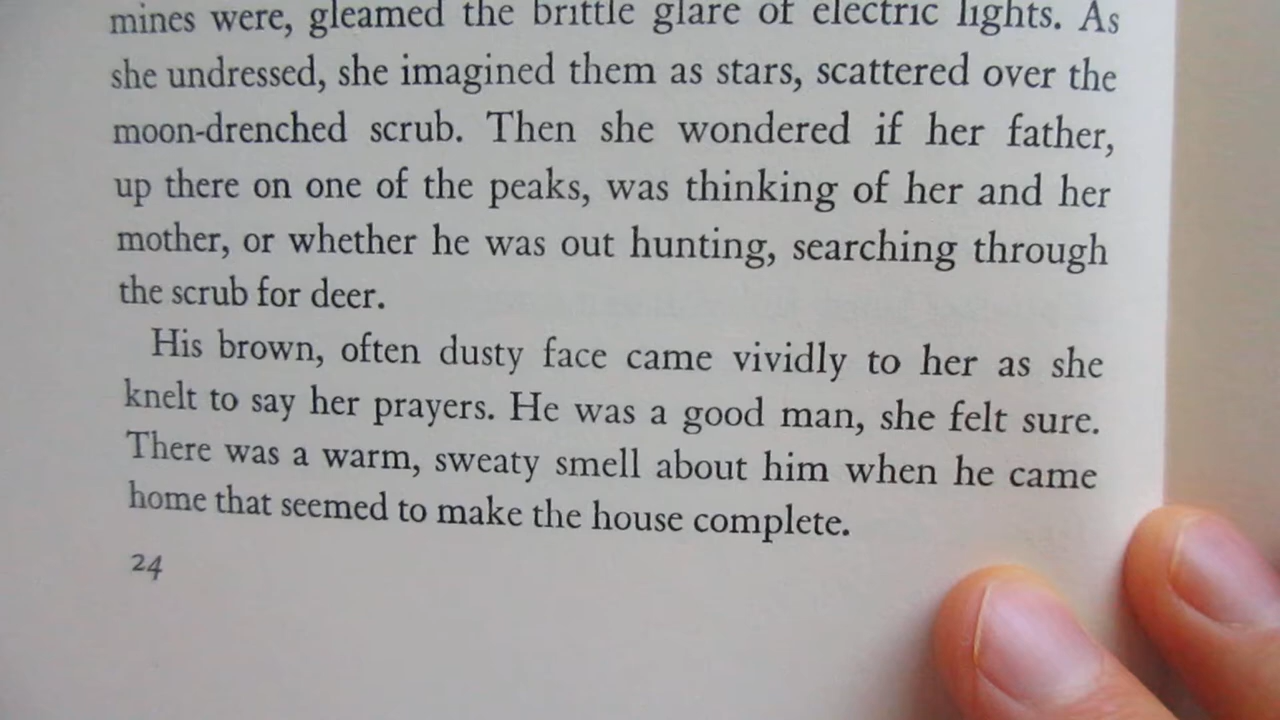 mines were, gleamed the brittle glare of electric lights. As
she undressed, she imagined them as stars, scattered over the
moon-drenched scrub. Then she wondered if her father,
up there on one of the peaks, was thinking of her and her
mother, or whether he was out hunting, searching through
the scrub for deer.
His brown, often dusty face came vividly to her as she
knelt to say her prayers. He was a good man, she felt sure.
There was a warm, sweaty smell about him when he came
home that seemed to make the house complete.
24